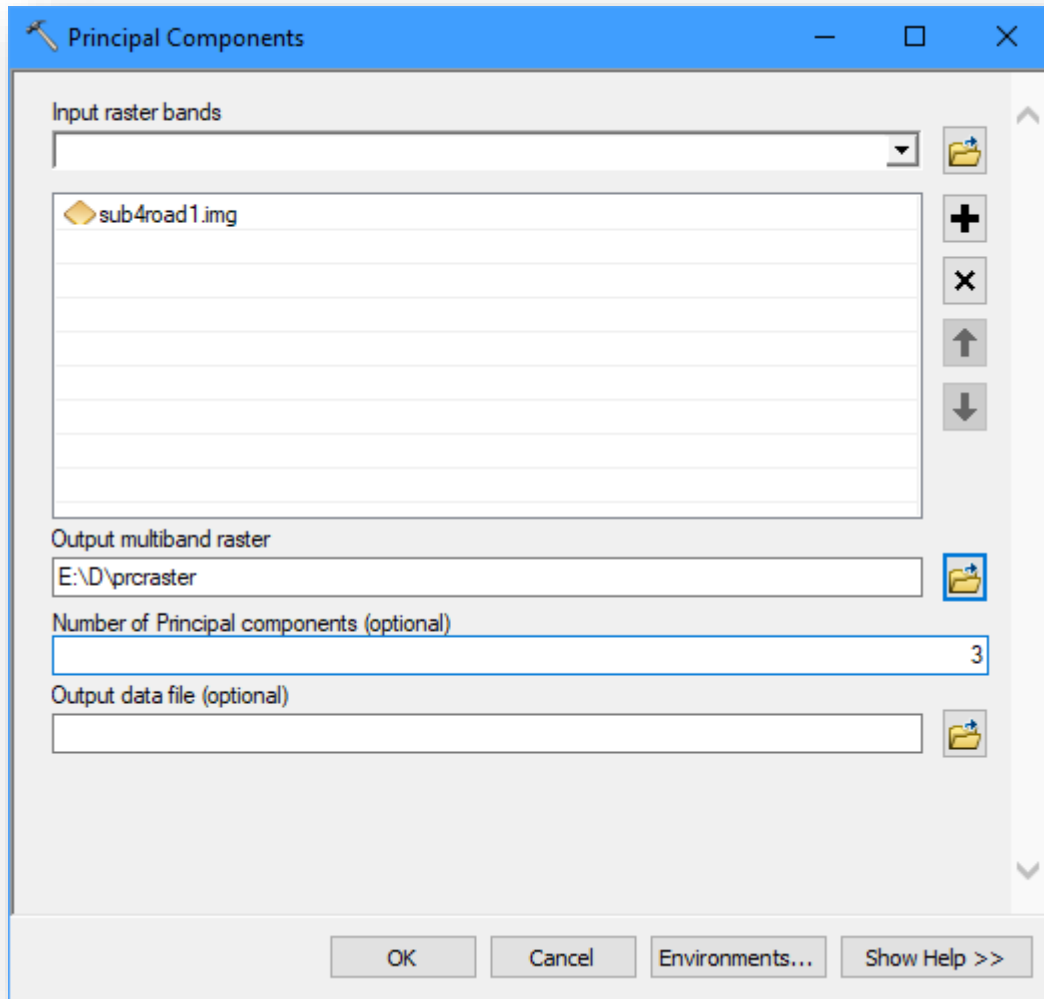 Principal Components
Input raster bands
sub4road1.img
Output multiband raster
E:\D\prcraster
Number of Principal components (optional)
3
Output data file (optional)
OK Cancel Environments... Show Help >>